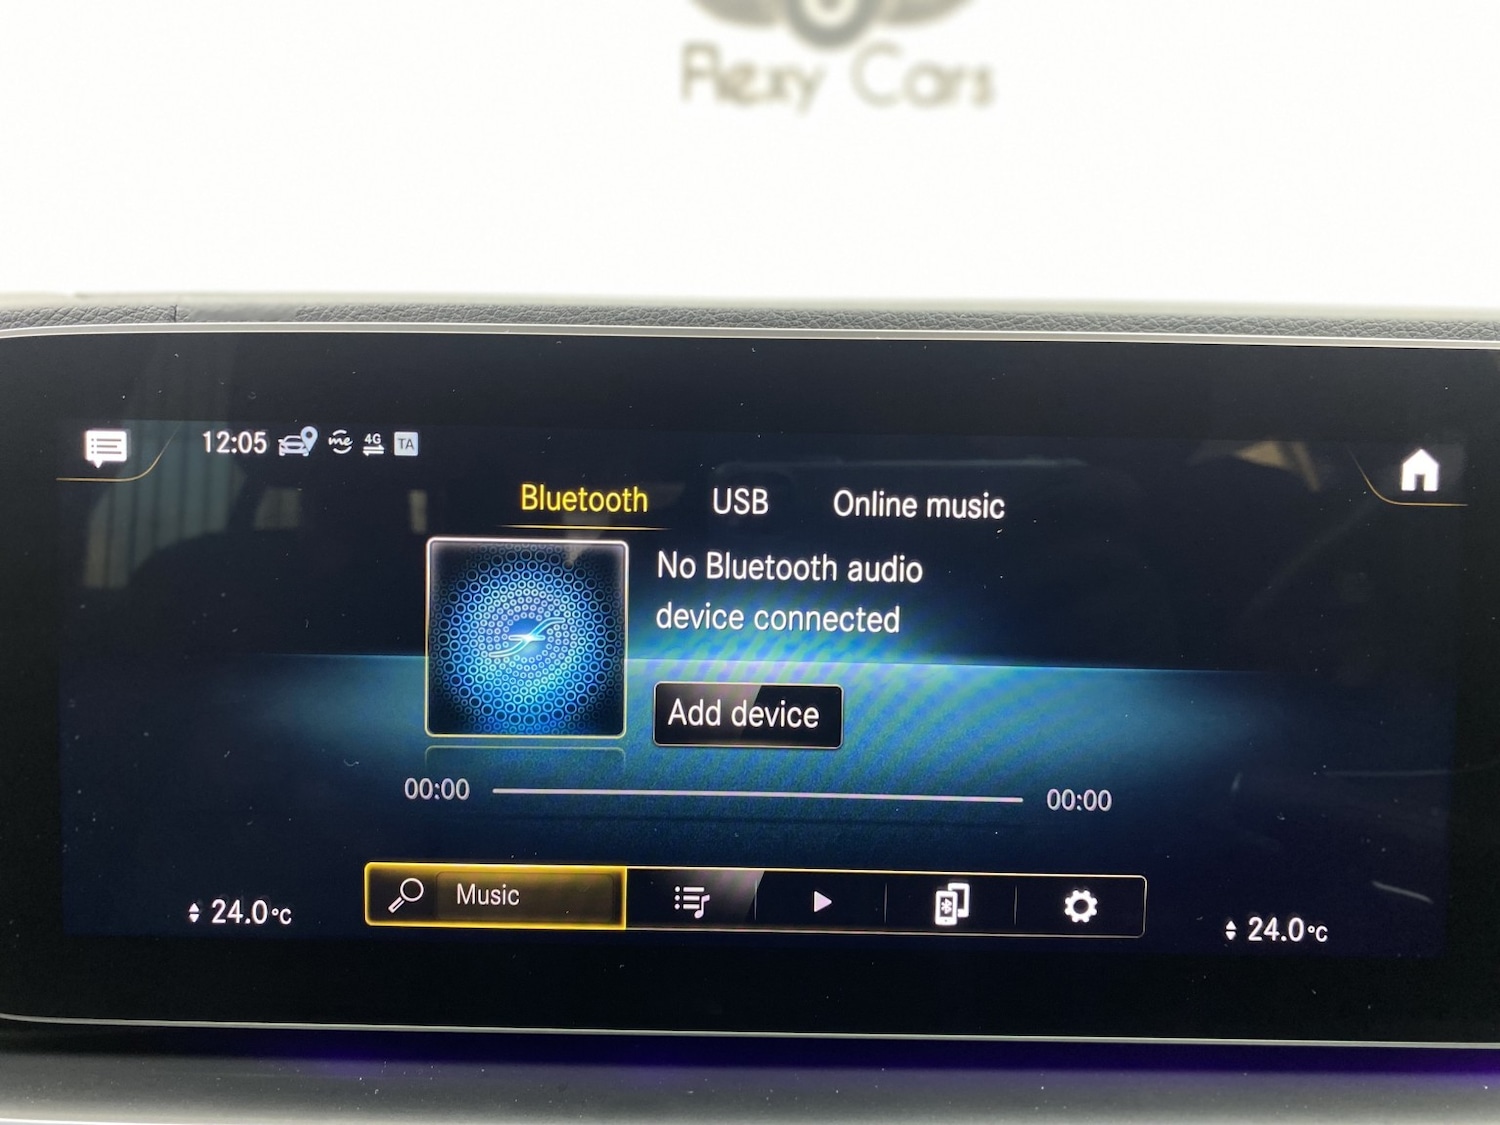 Flexy Cars
12:05 me 4G TA
Bluetooth USB Online music
No Bluetooth audio
device connected
Add device
00:00 00:00
Music
24.0°C 24.0°C